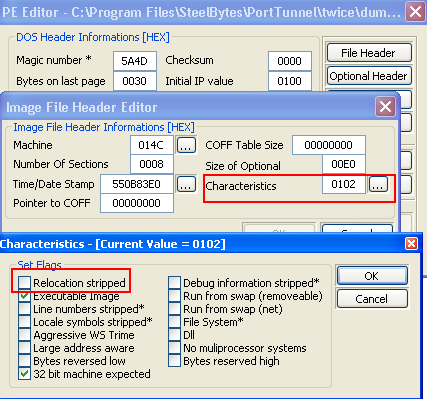 PE Editor - C:\Program Files\SteelBytes\PortTunnel\twice\dum...
DOS Header Informations [HEX]
Magic number * 5A4D Checksum 0000
Bytes on last page 0030 Initial IP value 0100
File Header
Optional Header
Image File Header Editor
Image File Header Informations [HEX]
Machine 014C ... COFF Table Size 00000000
Number Of Sections 0008 Size of Optional 00E0
Time/Date Stamp 550B83E0 ... Characteristics 0102 ...
Pointer to COFF 00000000
Characteristics - [Current Value = 0102]
Set Flags
Relocation stripped Debug information stripped*
Executable Image Run from swap (removeable)
Line numbers stripped* Run from swap (net)
Locale symbols stripped* File System*
Aggressive WS Trime Dll
Large address aware No muliprocessor systems
Bytes reversed low Bytes reserved high
32 bit machine expected
OK
Cancel